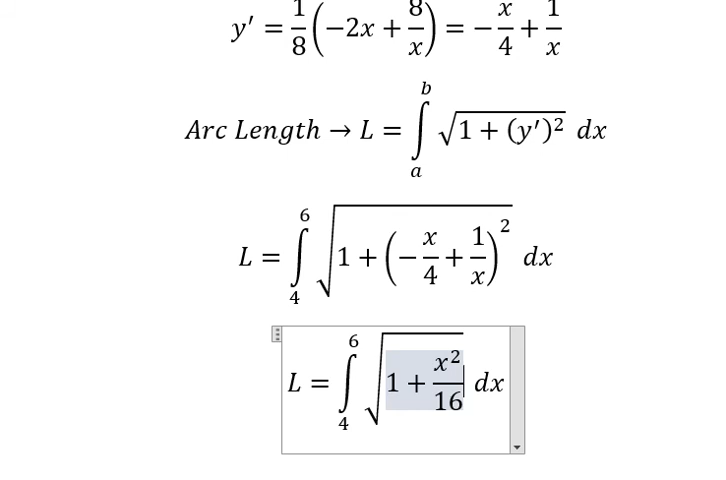 y' = 1/8 (−2x + 8/x) = −x/4 + 1/x
Arc Length → L = ∫_a^b √(1 + (y')²) dx
L = ∫_4^6 √(1 + (−x/4 + 1/x)²) dx
L = ∫_4^6 √(1 + x²/16) dx